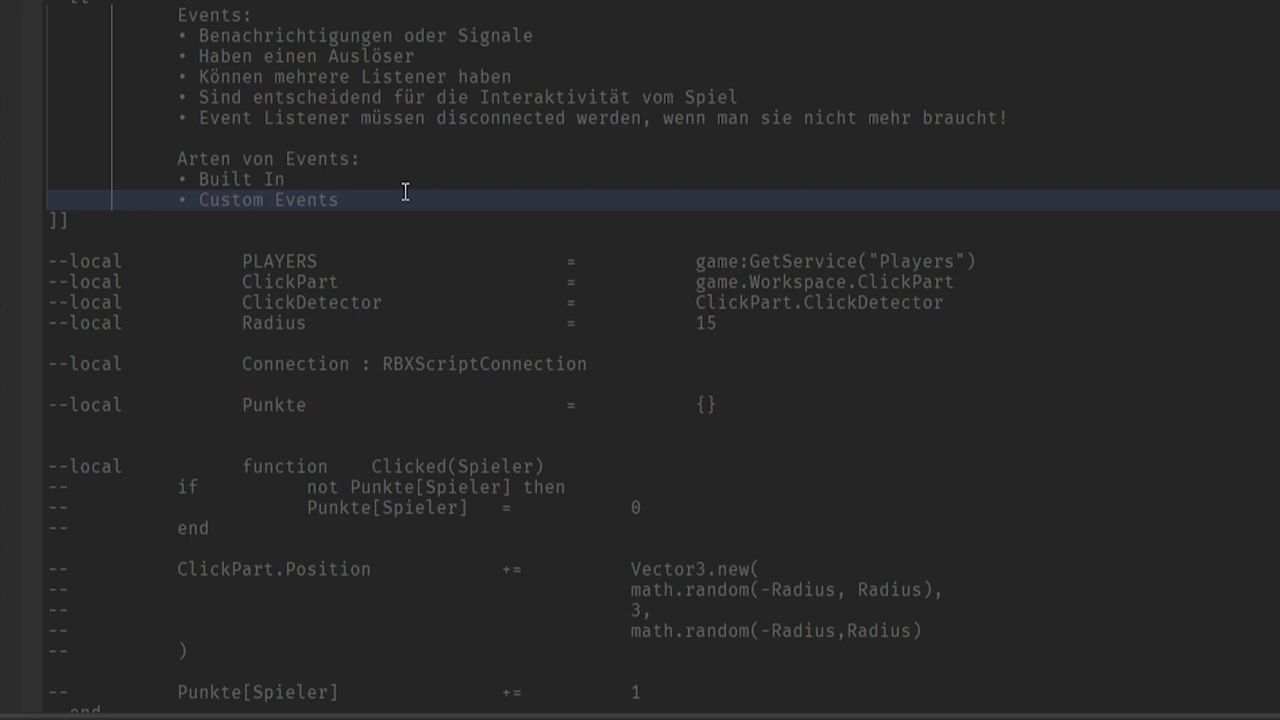 Events:
• Benachrichtigungen oder Signale
• Haben einen Auslöser
• Können mehrere Listener haben
• Sind entscheidend für die Interaktivität vom Spiel
• Event Listener müssen disconnected werden, wenn man sie nicht mehr braucht!
Arten von Events:
• Built In
• Custom Events
]]
--local PLAYERS = game:GetService("Players")
--local ClickPart = game.Workspace.ClickPart
--local ClickDetector = ClickPart.ClickDetector
--local Radius = 15
--local Connection : RBXScriptConnection
--local Punkte = {}
--local function Clicked(Spieler)
-- if not Punkte[Spieler] then
-- Punkte[Spieler] = 0
-- end
-- ClickPart.Position += Vector3.new(
-- math.random(-Radius, Radius),
-- 3,
-- math.random(-Radius,Radius)
-- )
-- Punkte[Spieler] += 1
end